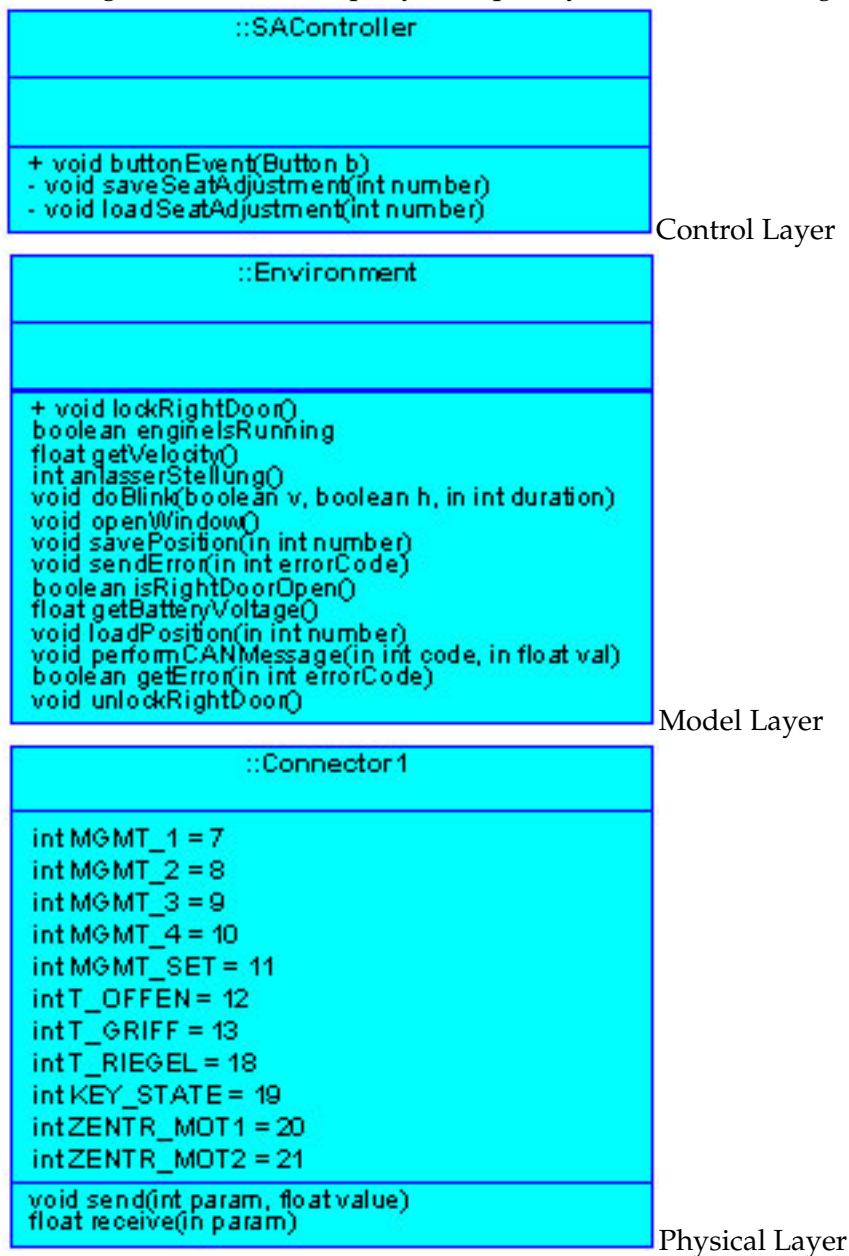 ::SAController
+ void buttonEvent(Button b)
- void saveSeatAdjustment(int number)
- void loadSeatAdjustment(int number)
Control Layer
::Environment
+ void lockRightDoor()
boolean engineIsRunning
float getVelocity()
int anlasserStellung()
void doBlink(boolean v, boolean h, in int duration)
void openWindow()
void savePosition(in int number)
void sendError(in int errorCode)
boolean isRightDoorOpen()
float getBatteryVoltage()
void loadPosition(in int number)
void performCANMessage(in int code, in float val)
boolean getError(in int errorCode)
void unlockRightDoor()
Model Layer
::Connector1
int MGMT_1 = 7
int MGMT_2 = 8
int MGMT_3 = 9
int MGMT_4 = 10
int MGMT_SET = 11
int T_OFFEN = 12
int T_GRIFF = 13
int T_RIEGEL = 18
int KEY_STATE = 19
int ZENTR_MOT1 = 20
int ZENTR_MOT2 = 21
void send(int param, float value)
float receive(in param)
Physical Layer